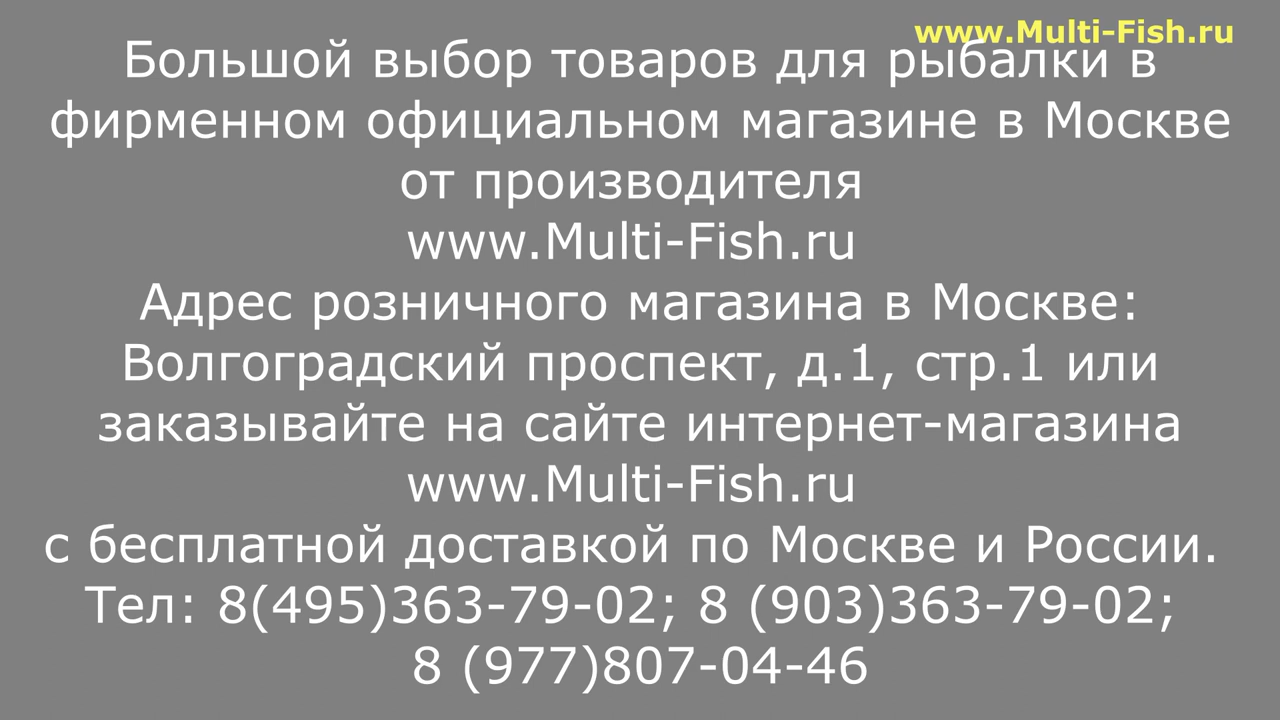 www.Multi-Fish.ru
Большой выбор товаров для рыбалки в
фирменном официальном магазине в Москве
от производителя
www.Multi-Fish.ru
Адрес розничного магазина в Москве:
Волгоградский проспект, д.1, стр.1 или
заказывайте на сайте интернет-магазина
www.Multi-Fish.ru
с бесплатной доставкой по Москве и России.
Тел: 8(495)363-79-02; 8 (903)363-79-02;
8 (977)807-04-46